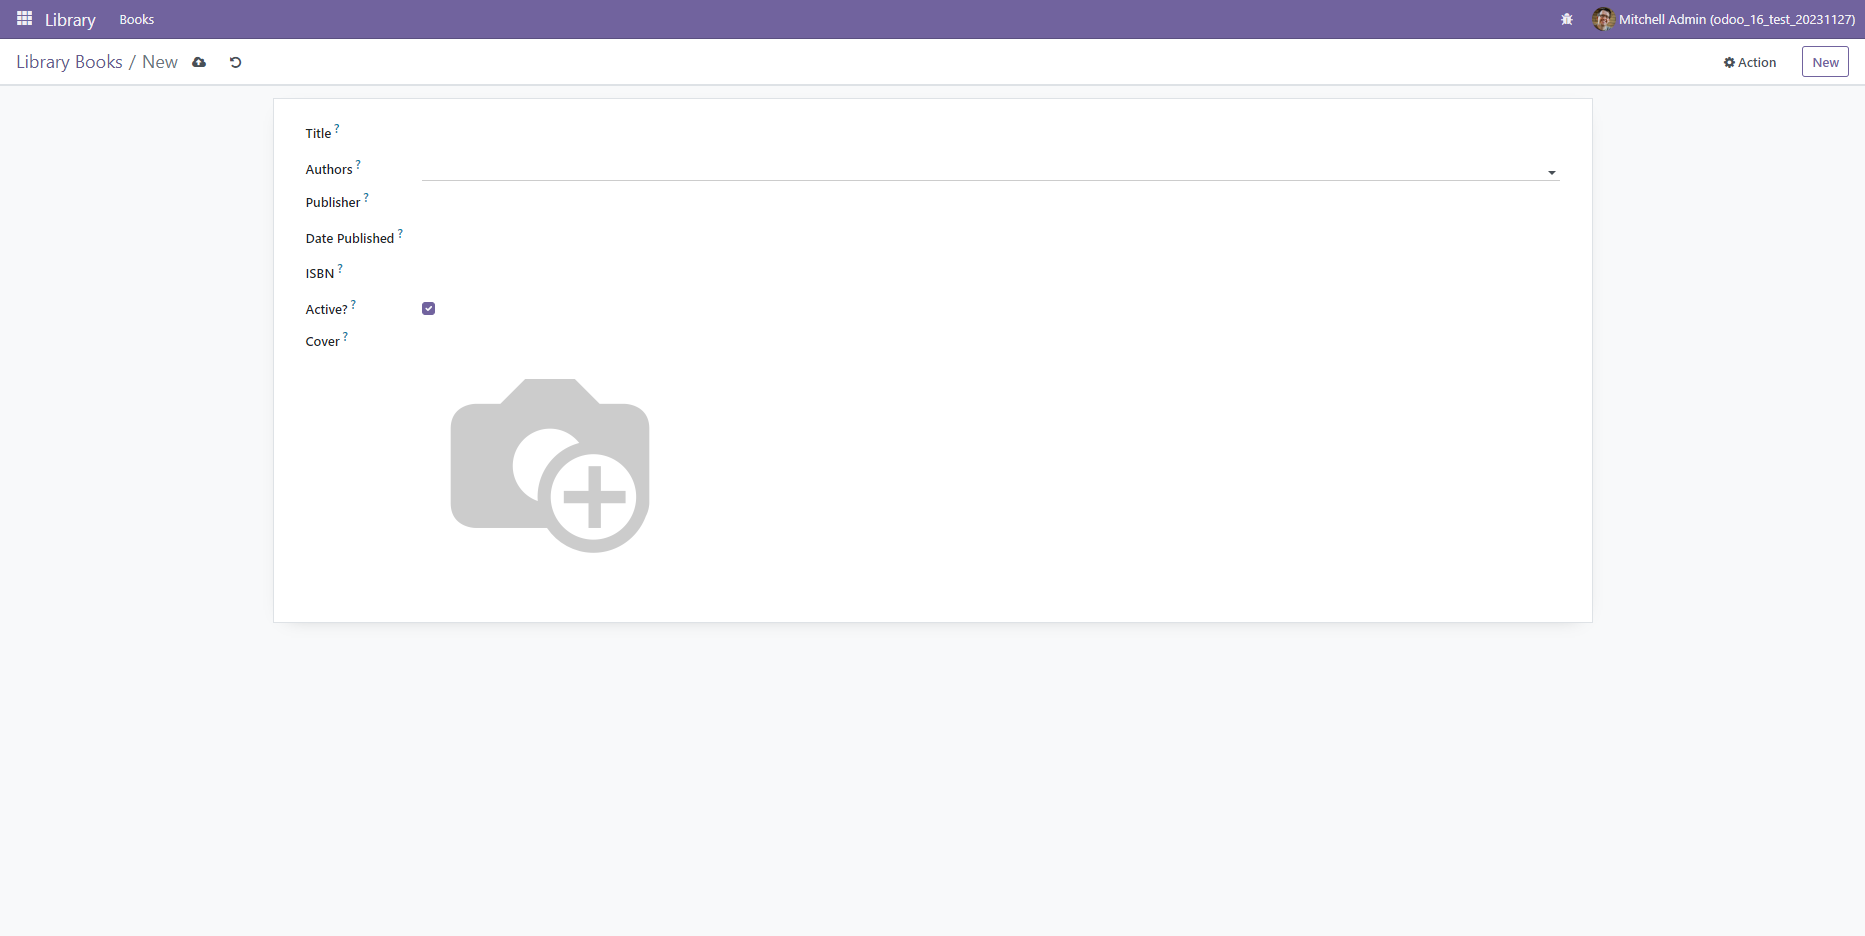 Library Books Mitchell Admin (odoo_16_test_20231127)
Library Books / New Action New
Title ?
Authors ?
Publisher ?
Date Published ?
ISBN ?
Active? ?
Cover ?